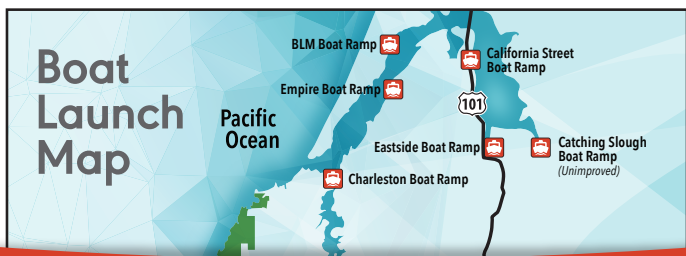 Boat
Launch
Map
Pacific
Ocean
BLM Boat Ramp
Empire Boat Ramp
California Street
Boat Ramp
101
Eastside Boat Ramp
Catching Slough
Boat Ramp
(Unimproved)
Charleston Boat Ramp